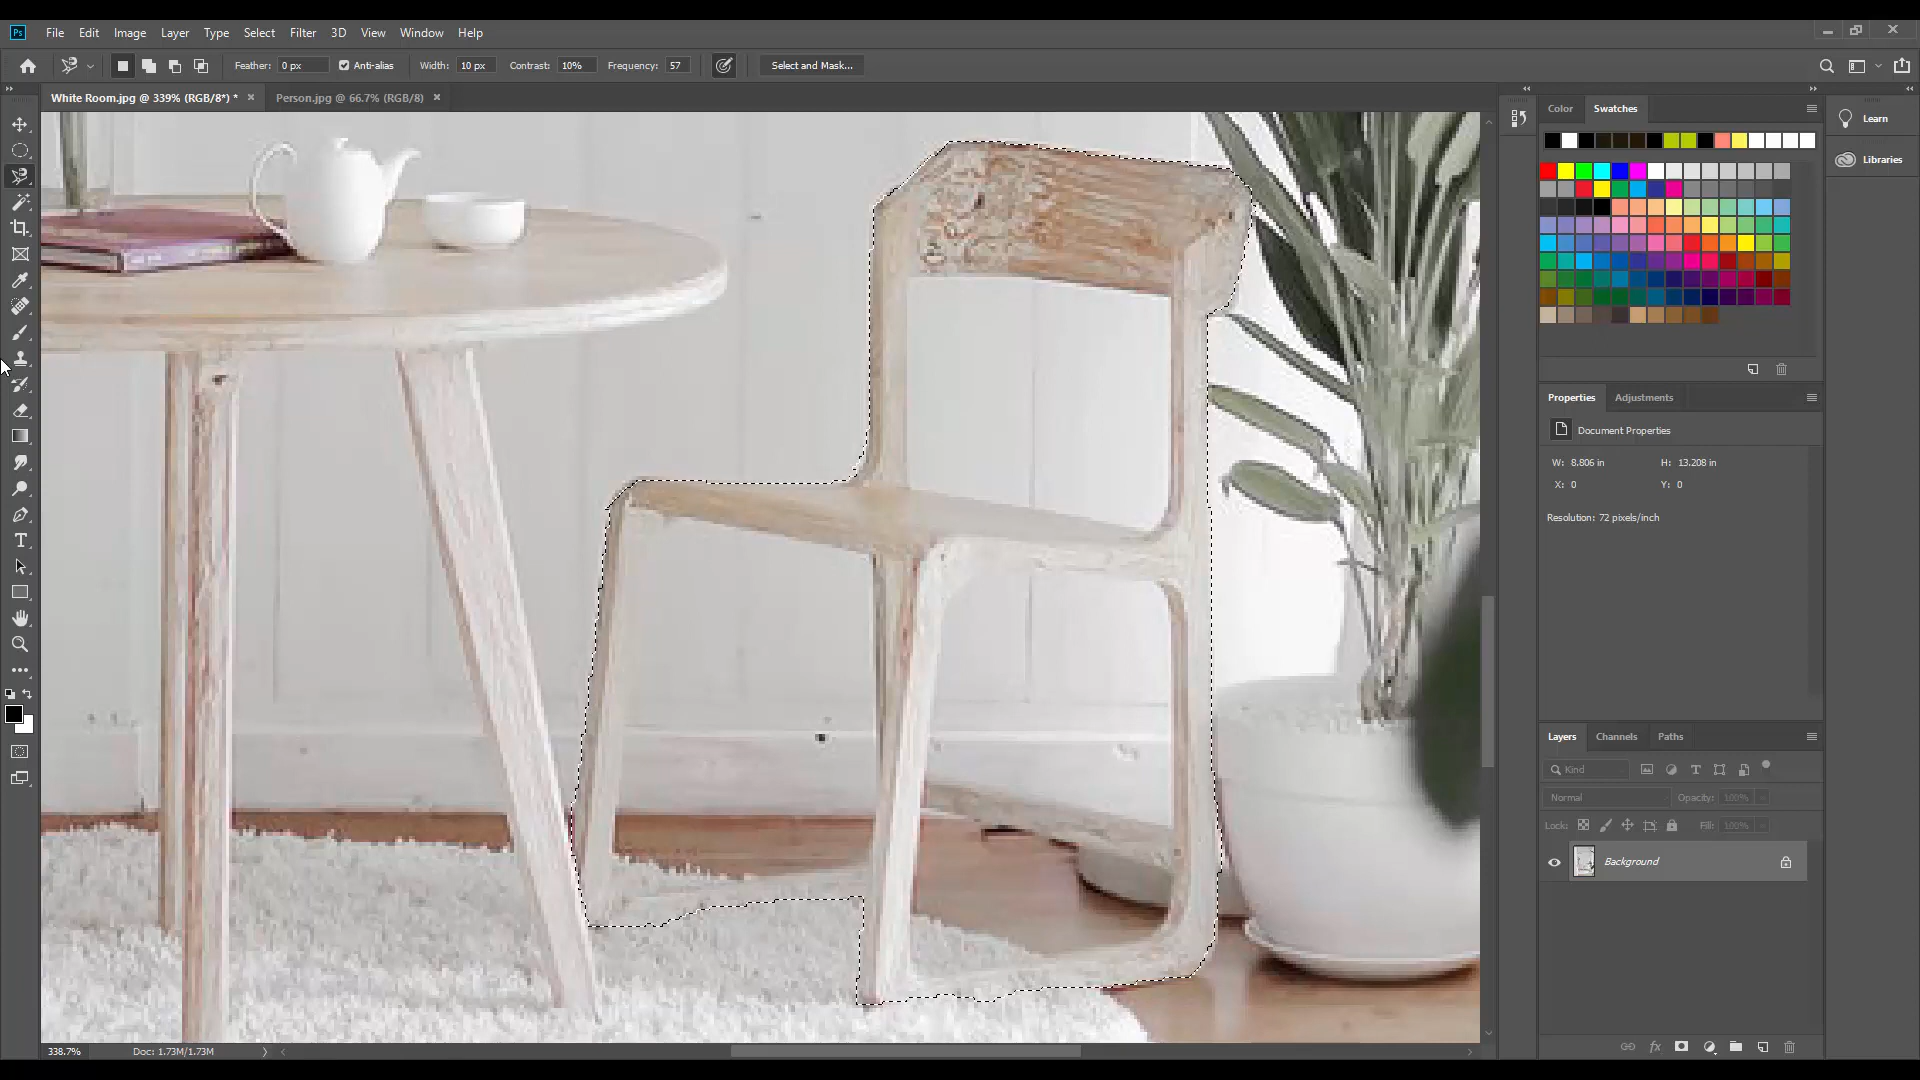 Ps File Edit Image Layer Type Select Filter 3D View Window Help
Feather: 0 px Anti-alias Width: 10 px Contrast: 10% Frequency: 57 Select and Mask...
White Room.jpg @ 339% (RGB/8*) * × Person.jpg @ 66.7% (RGB/8) ×
Color Swatches
Learn
Libraries
Properties Adjustments
Document Properties
W: 8.806 in H: 13.208 in
X: 0 Y: 0
Resolution: 72 pixels/inch
Layers Channels Paths
Kind
Normal Opacity: 100%
Lock: Fill: 100%
Background
338.7% Doc: 1.73M/1.73M